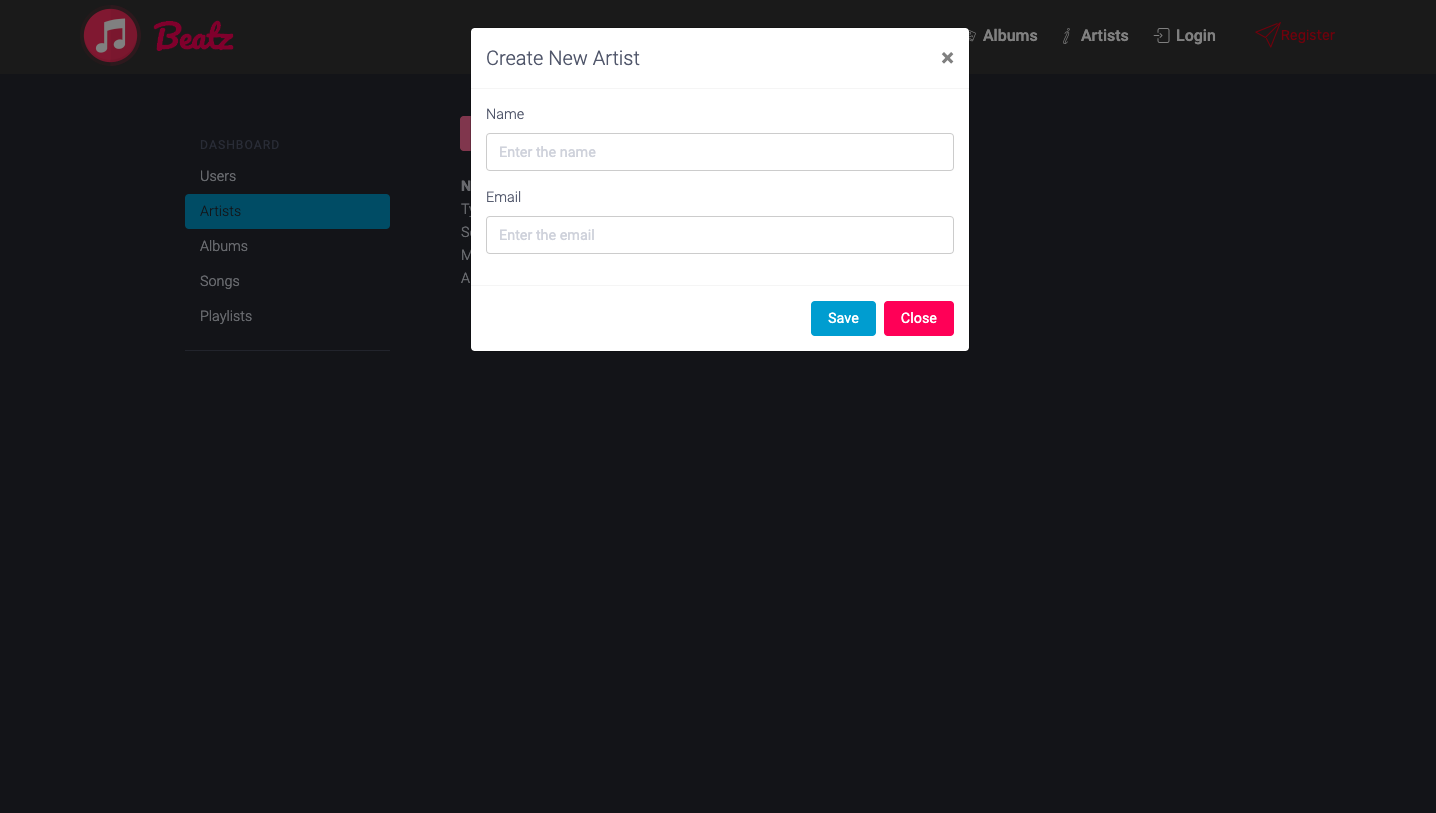 Beatz
Albums
Artists
Login
Register
Create New Artist
×
Name
Enter the name
Email
Enter the email
Save
Close
DASHBOARD
Users
Artists
Albums
Songs
Playlists